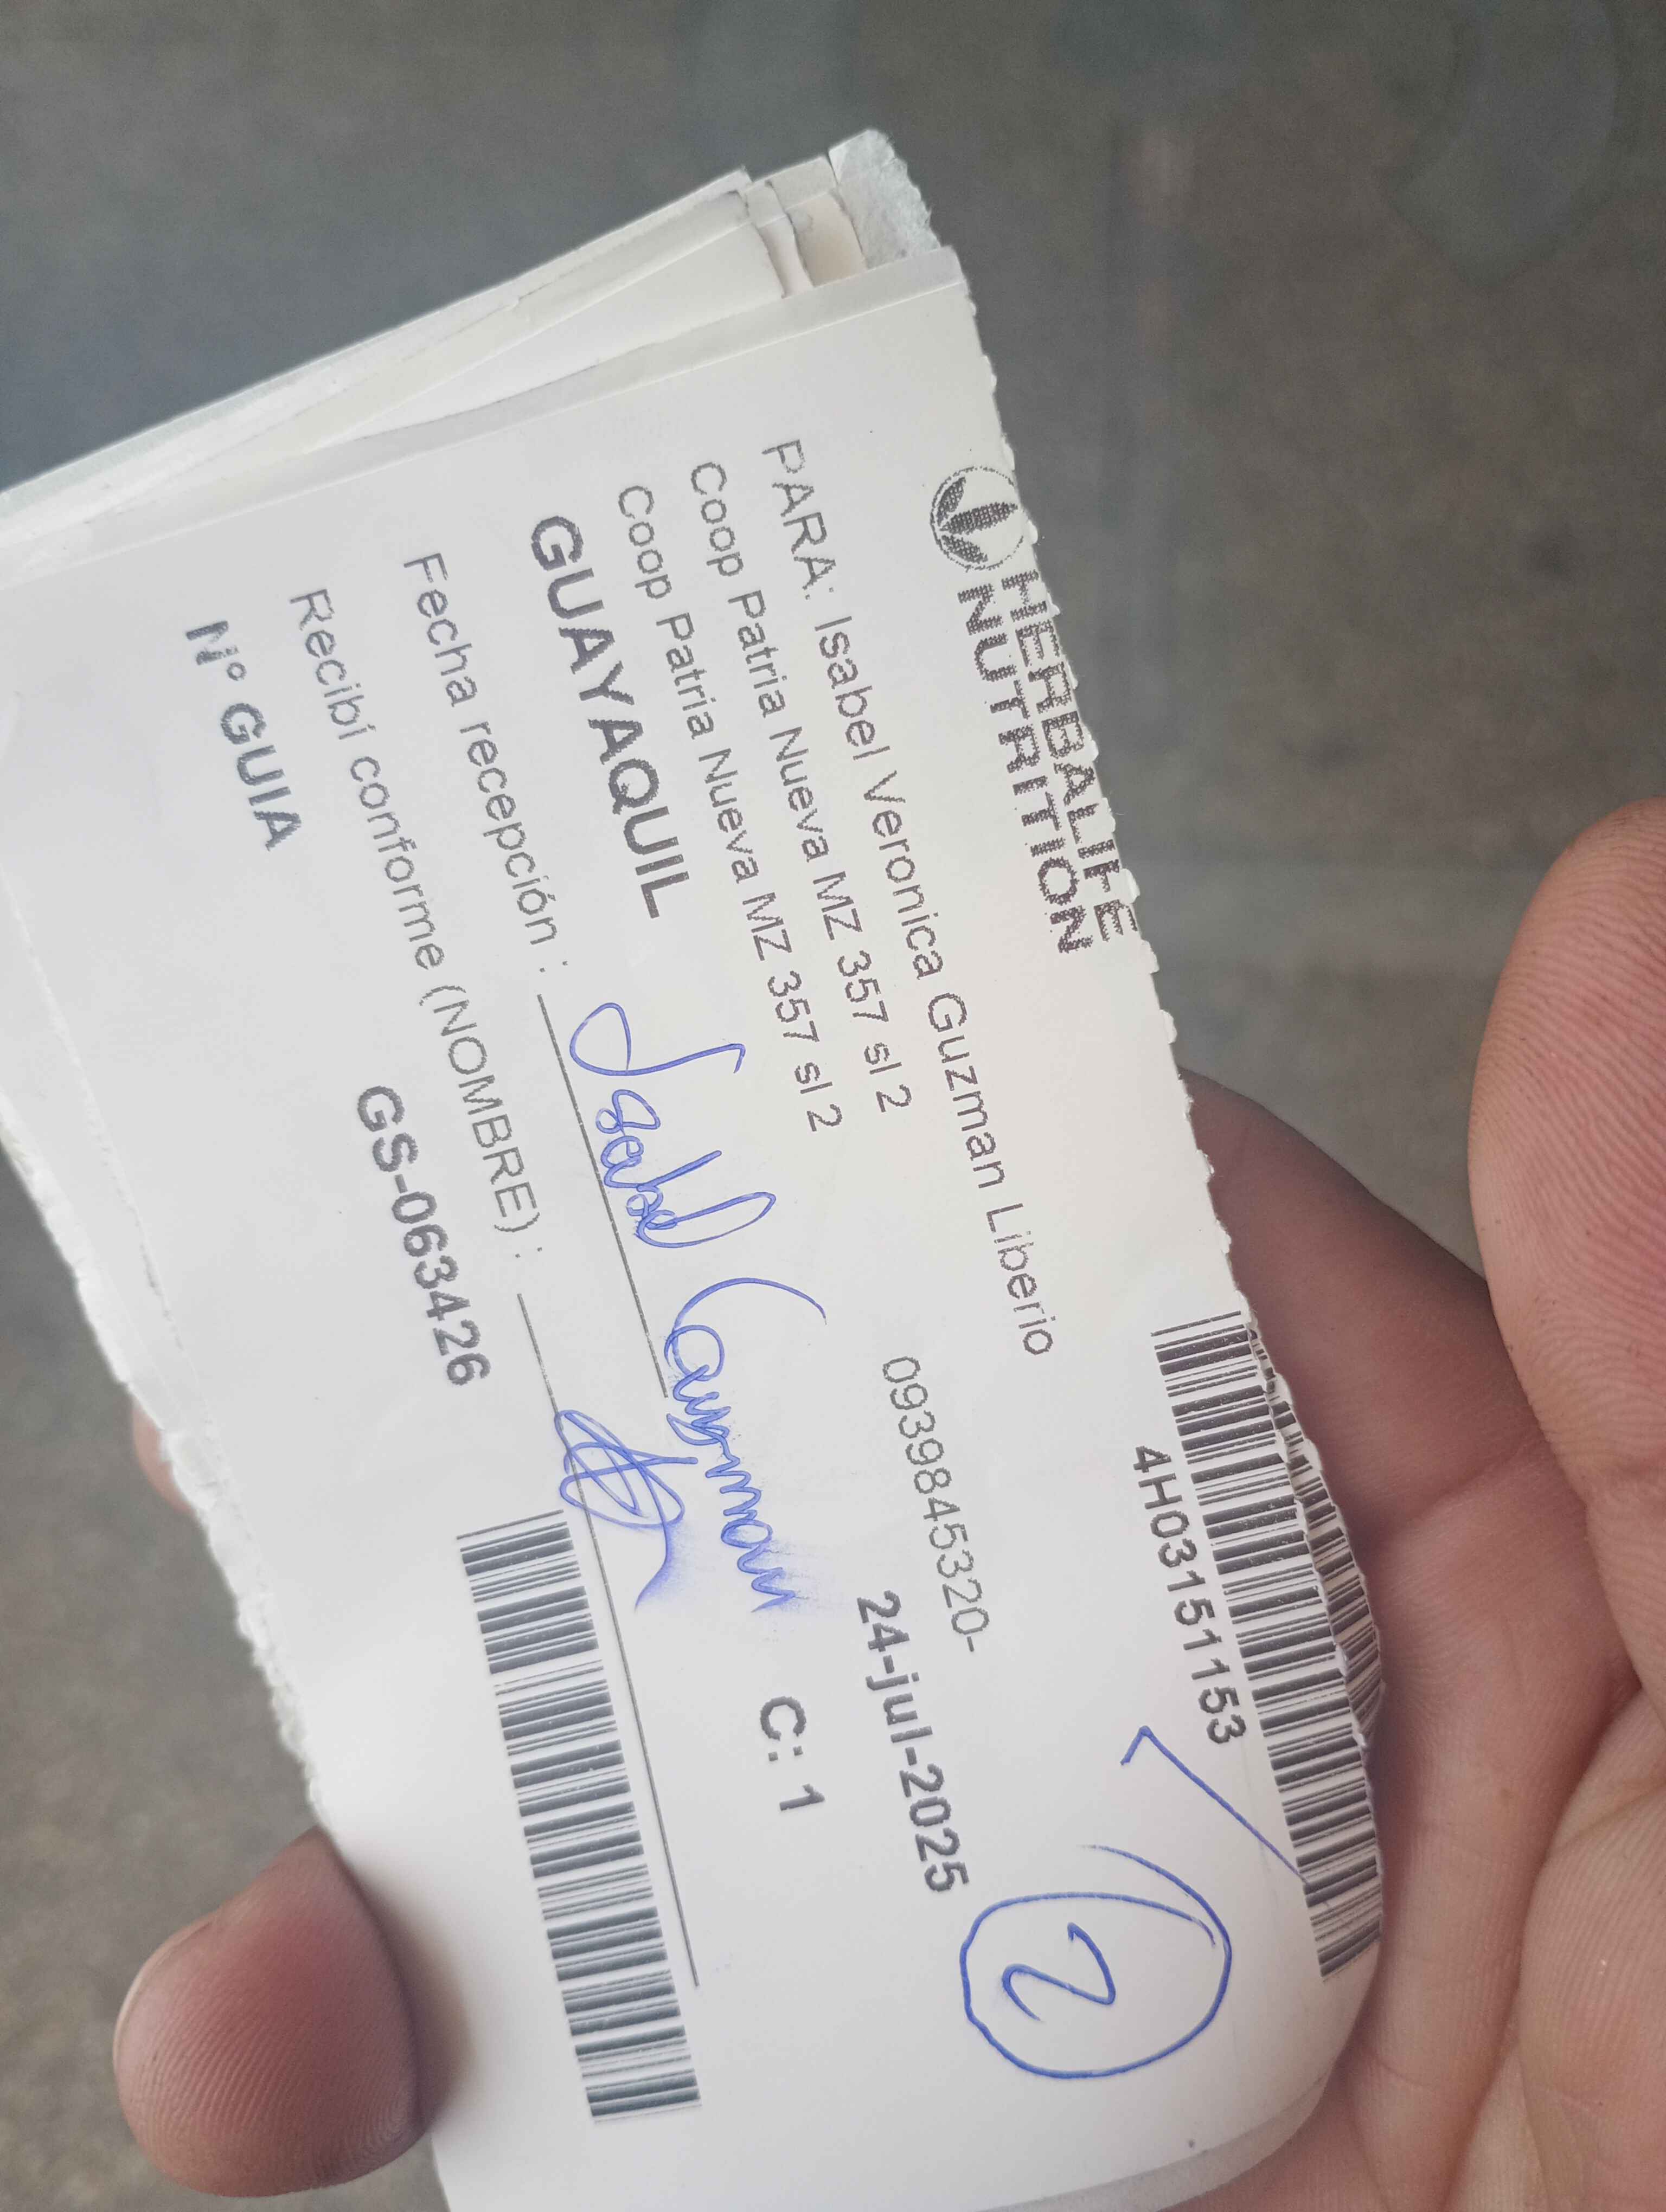 HERBALIFE
NUTRITION
4H03151153
PARA: Isabel Veronica Guzman Liberio
Coop Patria Nueva MZ 357 sl 2
0939845320-
Coop Patria Nueva MZ 357 sl 2
24-jul-2025
2
GUAYAQUIL
C: 1
Fecha recepción : Isabel Guzman
Recibí conforme (NOMBRE) :
Nº GUIA
GS-063426